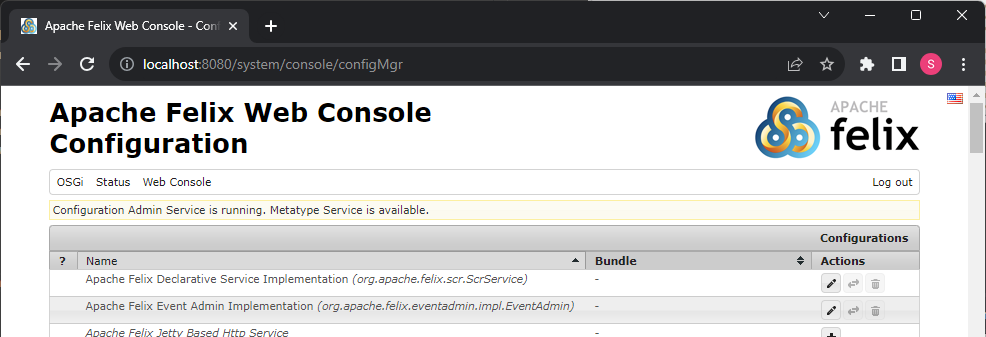 Apache Felix Web Console - Conf
localhost:8080/system/console/configMgr
S
Apache Felix Web Console
Configuration
APACHE
felix
OSGi Status Web Console Log out
Configuration Admin Service is running. Metatype Service is available.
Configurations
? Name Bundle Actions
Apache Felix Declarative Service Implementation (org.apache.felix.scr.ScrService) -
Apache Felix Event Admin Implementation (org.apache.felix.eventadmin.impl.EventAdmin) -
Apache Felix Jetty Based Http Service -